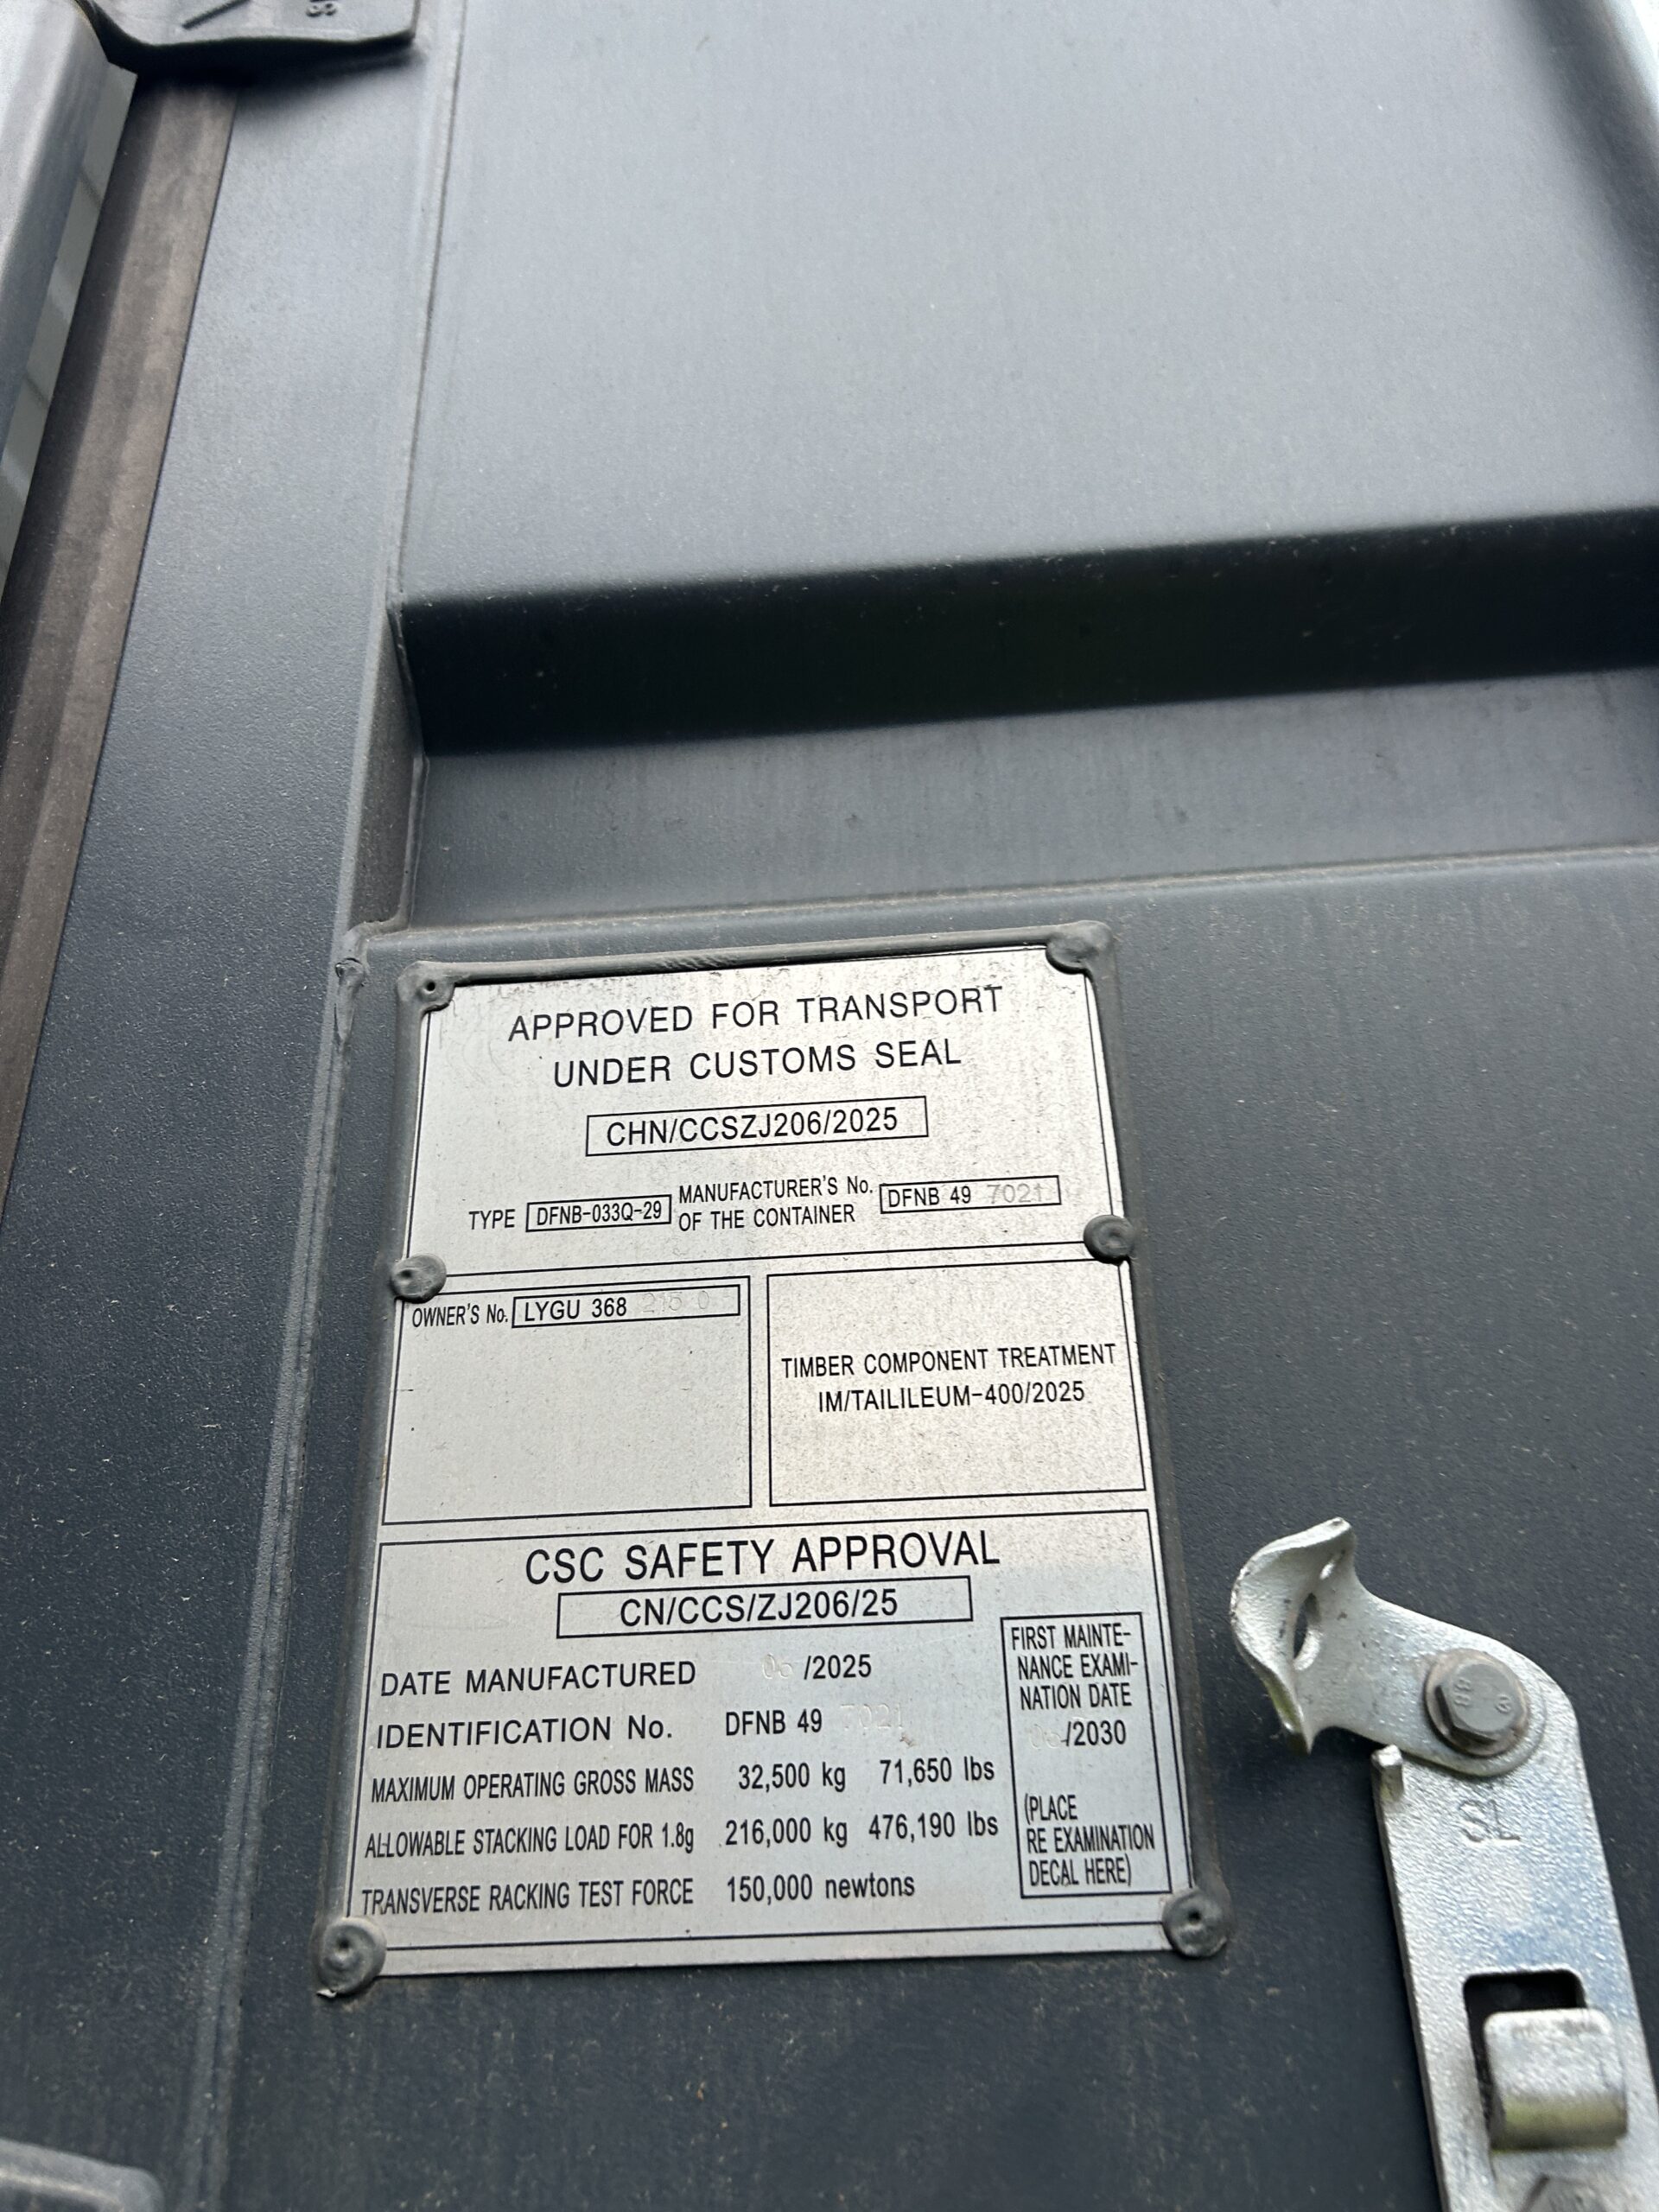 APPROVED FOR TRANSPORT
UNDER CUSTOMS SEAL
CHN/CCSZJ206/2025
TYPE DFNB-033Q-29 MANUFACTURER'S No. OF THE CONTAINER DFNB 49 7021
OWNER'S No. LYGU 368
TIMBER COMPONENT TREATMENT
IM/TAILILEUM-400/2025
CSC SAFETY APPROVAL
CN/CCS/ZJ206/25
DATE MANUFACTURED 06 /2025
IDENTIFICATION No. DFNB 49 7021
MAXIMUM OPERATING GROSS MASS 32,500 kg 71,650 lbs
ALLOWABLE STACKING LOAD FOR 1.8g 216,000 kg 476,190 lbs
TRANSVERSE RACKING TEST FORCE 150,000 newtons
FIRST MAINTE-
NANCE EXAMI-
NATION DATE
/2030
(PLACE
RE EXAMINATION
DECAL HERE)
SL